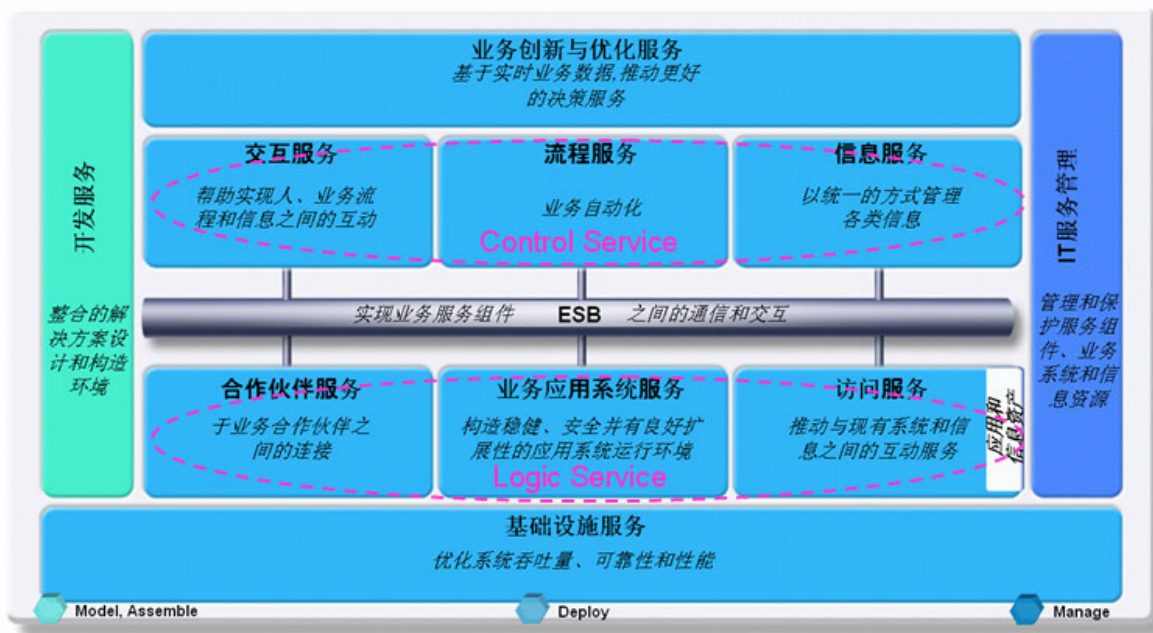 业务创新与优化服务
基于实时业务数据,推动更好
的决策服务
开发服务
整合的解
决方案设
计和构造
环境
交互服务
帮助实现人、业务流
程和信息之间的互动
流程服务
业务自动化
Control Service
信息服务
以统一的方式管理
各类信息
IT服务管理
管理和保
护服务组
件、业务
系统和信
息资源
实现业务服务组件 ESB 之间的通信和交互
合作伙伴服务
于业务合作伙伴之
间的连接
业务应用系统服务
构造稳健、安全并有良好扩
展性的应用系统运行环境
Logic Service
访问服务
推动与现有系统和信
息之间的互动服务
应用和
信息资产
基础设施服务
优化系统吞吐量、可靠性和性能
Model, Assemble
Deploy
Manage